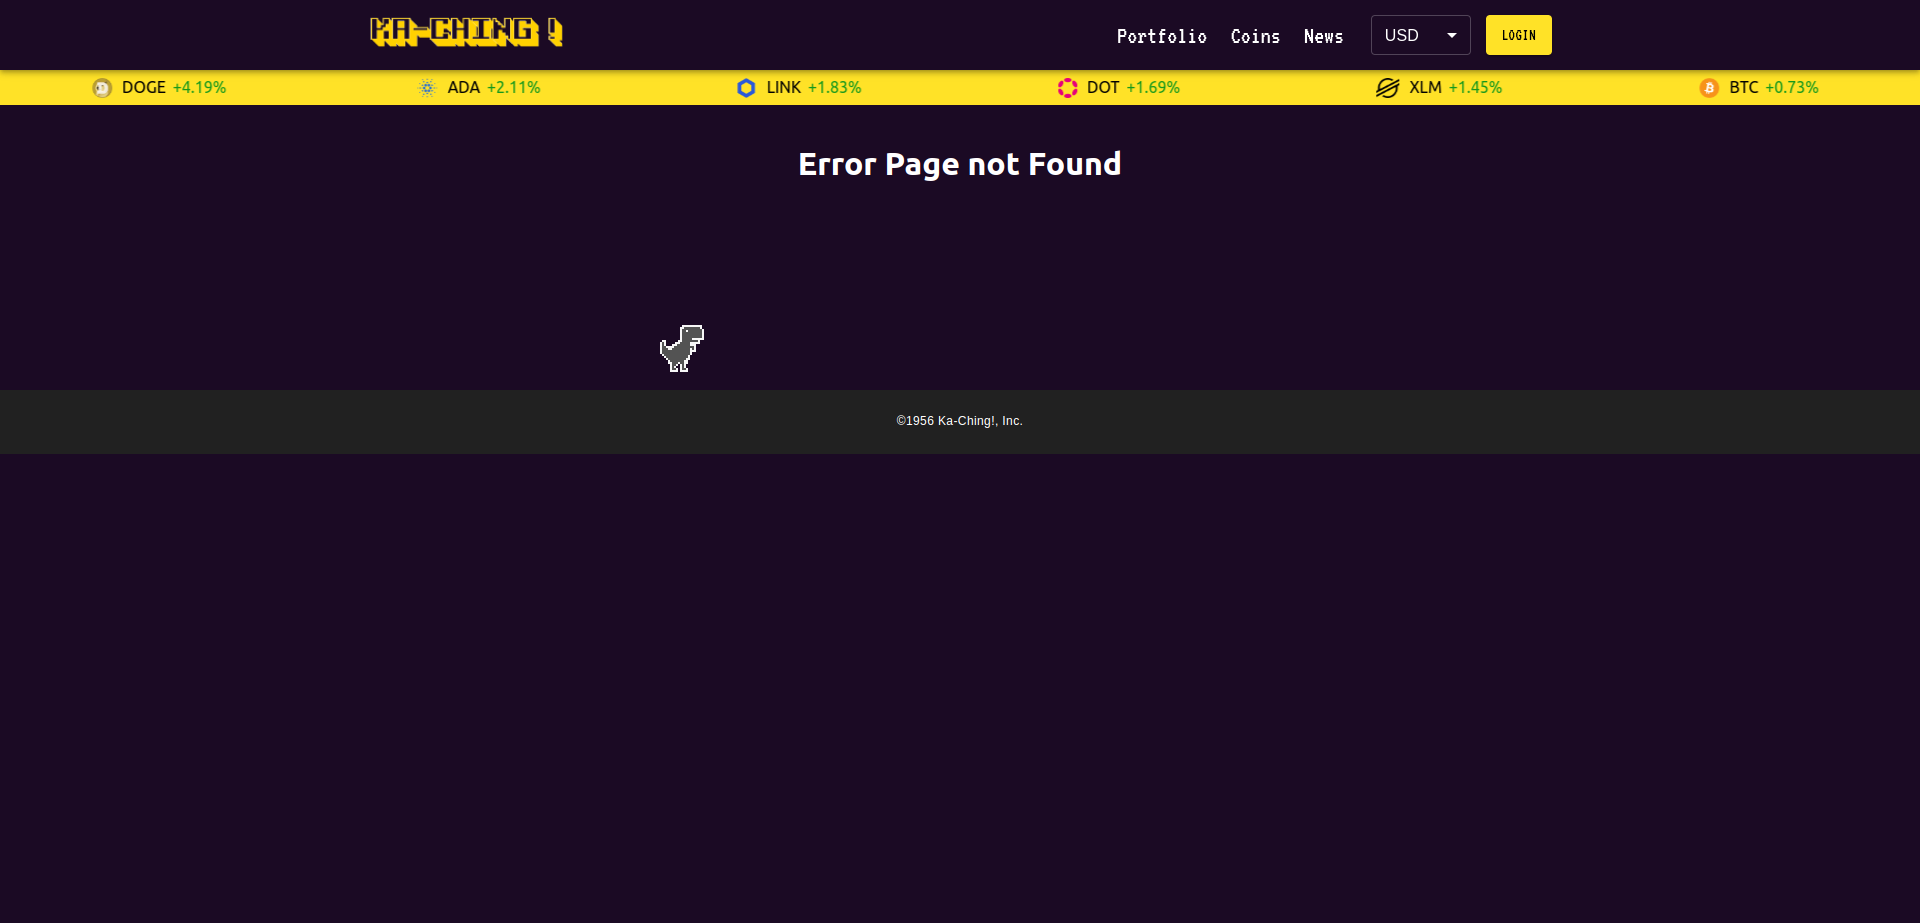 KA-CHING !
Portfolio Coins News USD LOGIN
DOGE +4.19% ADA +2.11% LINK +1.83% DOT +1.69% XLM +1.45% BTC +0.73%
Error Page not Found
©1956 Ka-Ching!, Inc.